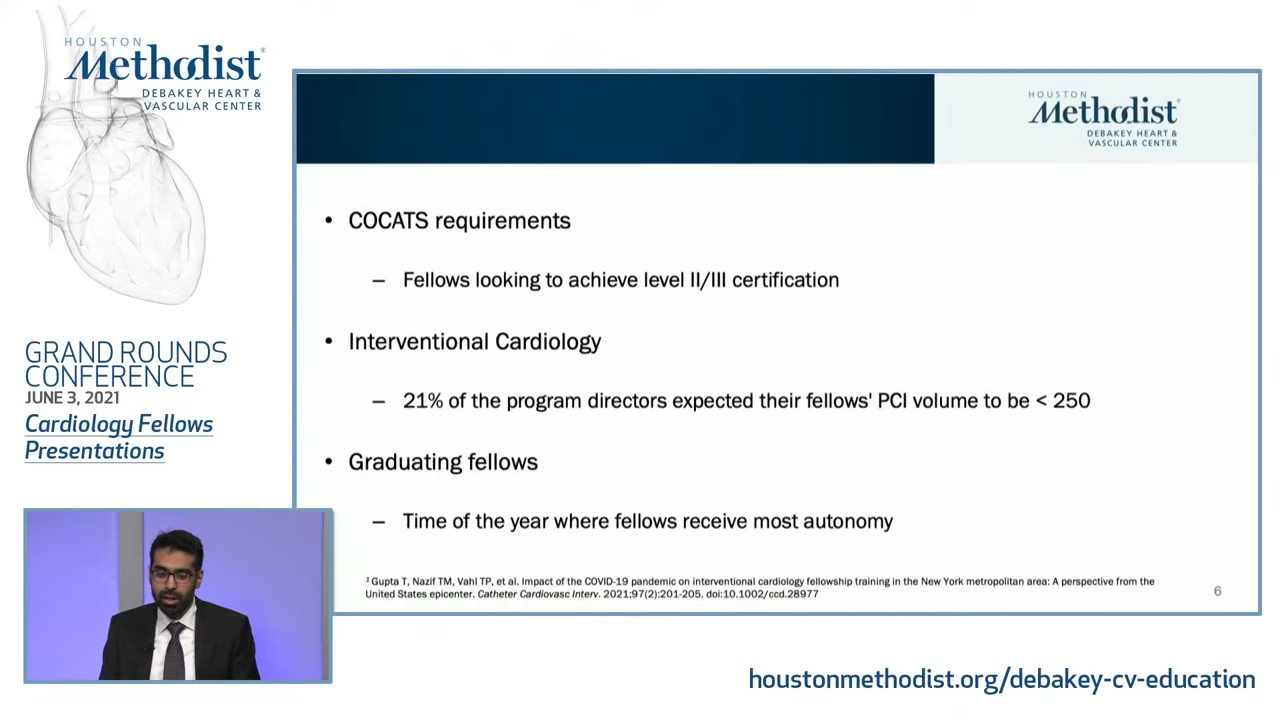 HOUSTON
Methodist®
DEBAKEY HEART &
VASCULAR CENTER
GRAND ROUNDS
CONFERENCE
JUNE 3, 2021
Cardiology Fellows
Presentations
HOUSTON
Methodist®
DEBAKEY HEART &
VASCULAR CENTER
• COCATS requirements
– Fellows looking to achieve level II/III certification
• Interventional Cardiology
– 21% of the program directors expected their fellows' PCI volume to be < 250
• Graduating fellows
– Time of the year where fellows receive most autonomy
1 Gupta T, Nazif TM, Vahl TP, et al. Impact of the COVID-19 pandemic on interventional cardiology fellowship training in the New York metropolitan area: A perspective from the
United States epicenter. Catheter Cardiovasc Interv. 2021;97(2):201-205. doi:10.1002/ccd.28977
6
houstonmethodist.org/debakey-cv-education